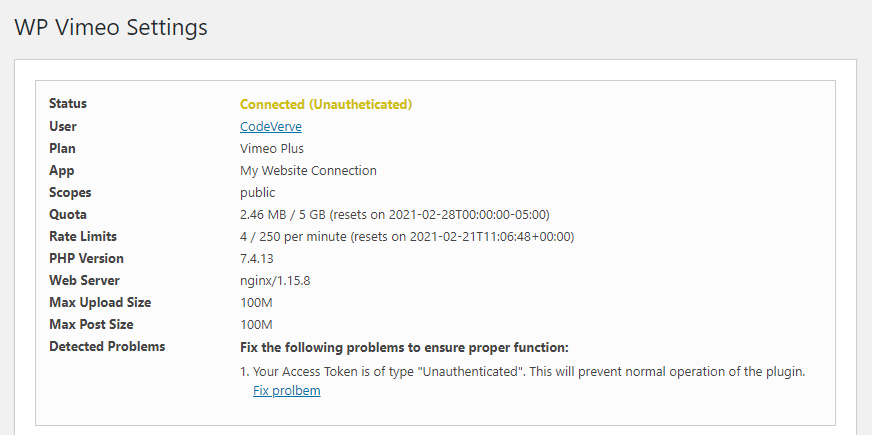 WP Vimeo Settings
Status Connected (Unautheticated)
User CodeVerve
Plan Vimeo Plus
App My Website Connection
Scopes public
Quota 2.46 MB / 5 GB (resets on 2021-02-28T00:00:00-05:00)
Rate Limits 4 / 250 per minute (resets on 2021-02-21T11:06:48+00:00)
PHP Version 7.4.13
Web Server nginx/1.15.8
Max Upload Size 100M
Max Post Size 100M
Detected Problems Fix the following problems to ensure proper function:
1. Your Access Token is of type "Unauthenticated". This will prevent normal operation of the plugin.
Fix prolbem